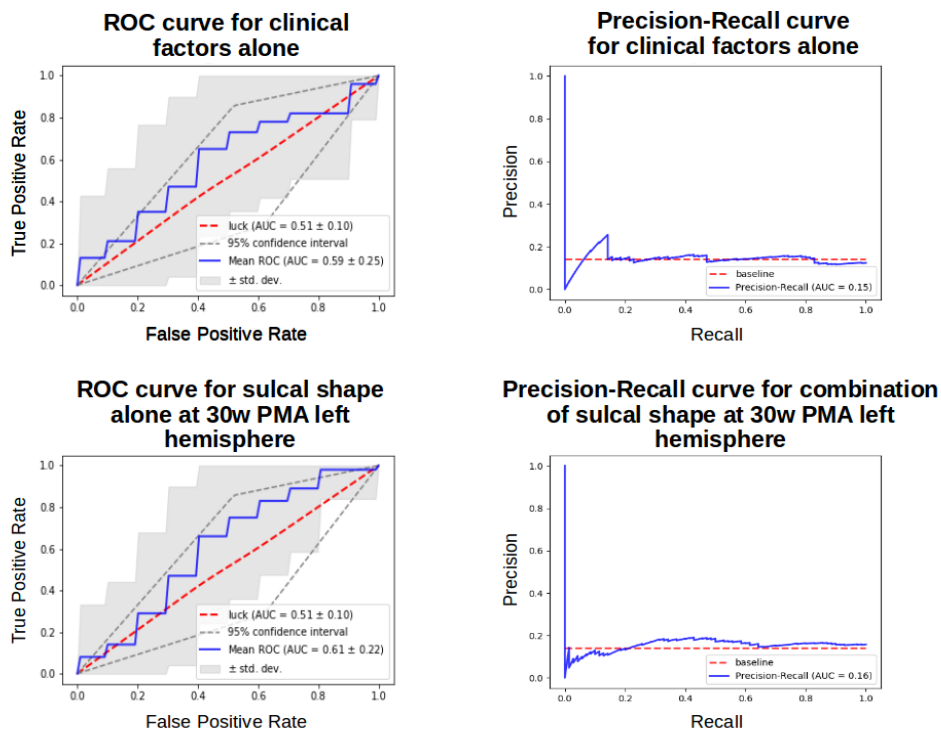 ROC curve for clinical
factors alone
1.0
0.8
0.6
0.4
0.2
0.0
True Positive Rate
luck (AUC = 0.51 ± 0.10)
95% confidence interval
Mean ROC (AUC = 0.59 ± 0.25)
± std. dev.
0.0 0.2 0.4 0.6 0.8 1.0
False Positive Rate
Precision-Recall curve
for clinical factors alone
1.0
0.8
0.6
0.4
0.2
0.0
Precision
baseline
Precision-Recall (AUC = 0.15)
0.0 0.2 0.4 0.6 0.8 1.0
Recall
ROC curve for sulcal shape
alone at 30w PMA left
hemisphere
1.0
0.8
0.6
0.4
0.2
0.0
True Positive Rate
luck (AUC = 0.51 ± 0.10)
95% confidence interval
Mean ROC (AUC = 0.61 ± 0.22)
± std. dev.
0.0 0.2 0.4 0.6 0.8 1.0
False Positive Rate
Precision-Recall curve for combination
of sulcal shape at 30w PMA left
hemisphere
1.0
0.8
0.6
0.4
0.2
0.0
Precision
baseline
Precision-Recall (AUC = 0.16)
0.0 0.2 0.4 0.6 0.8 1.0
Recall